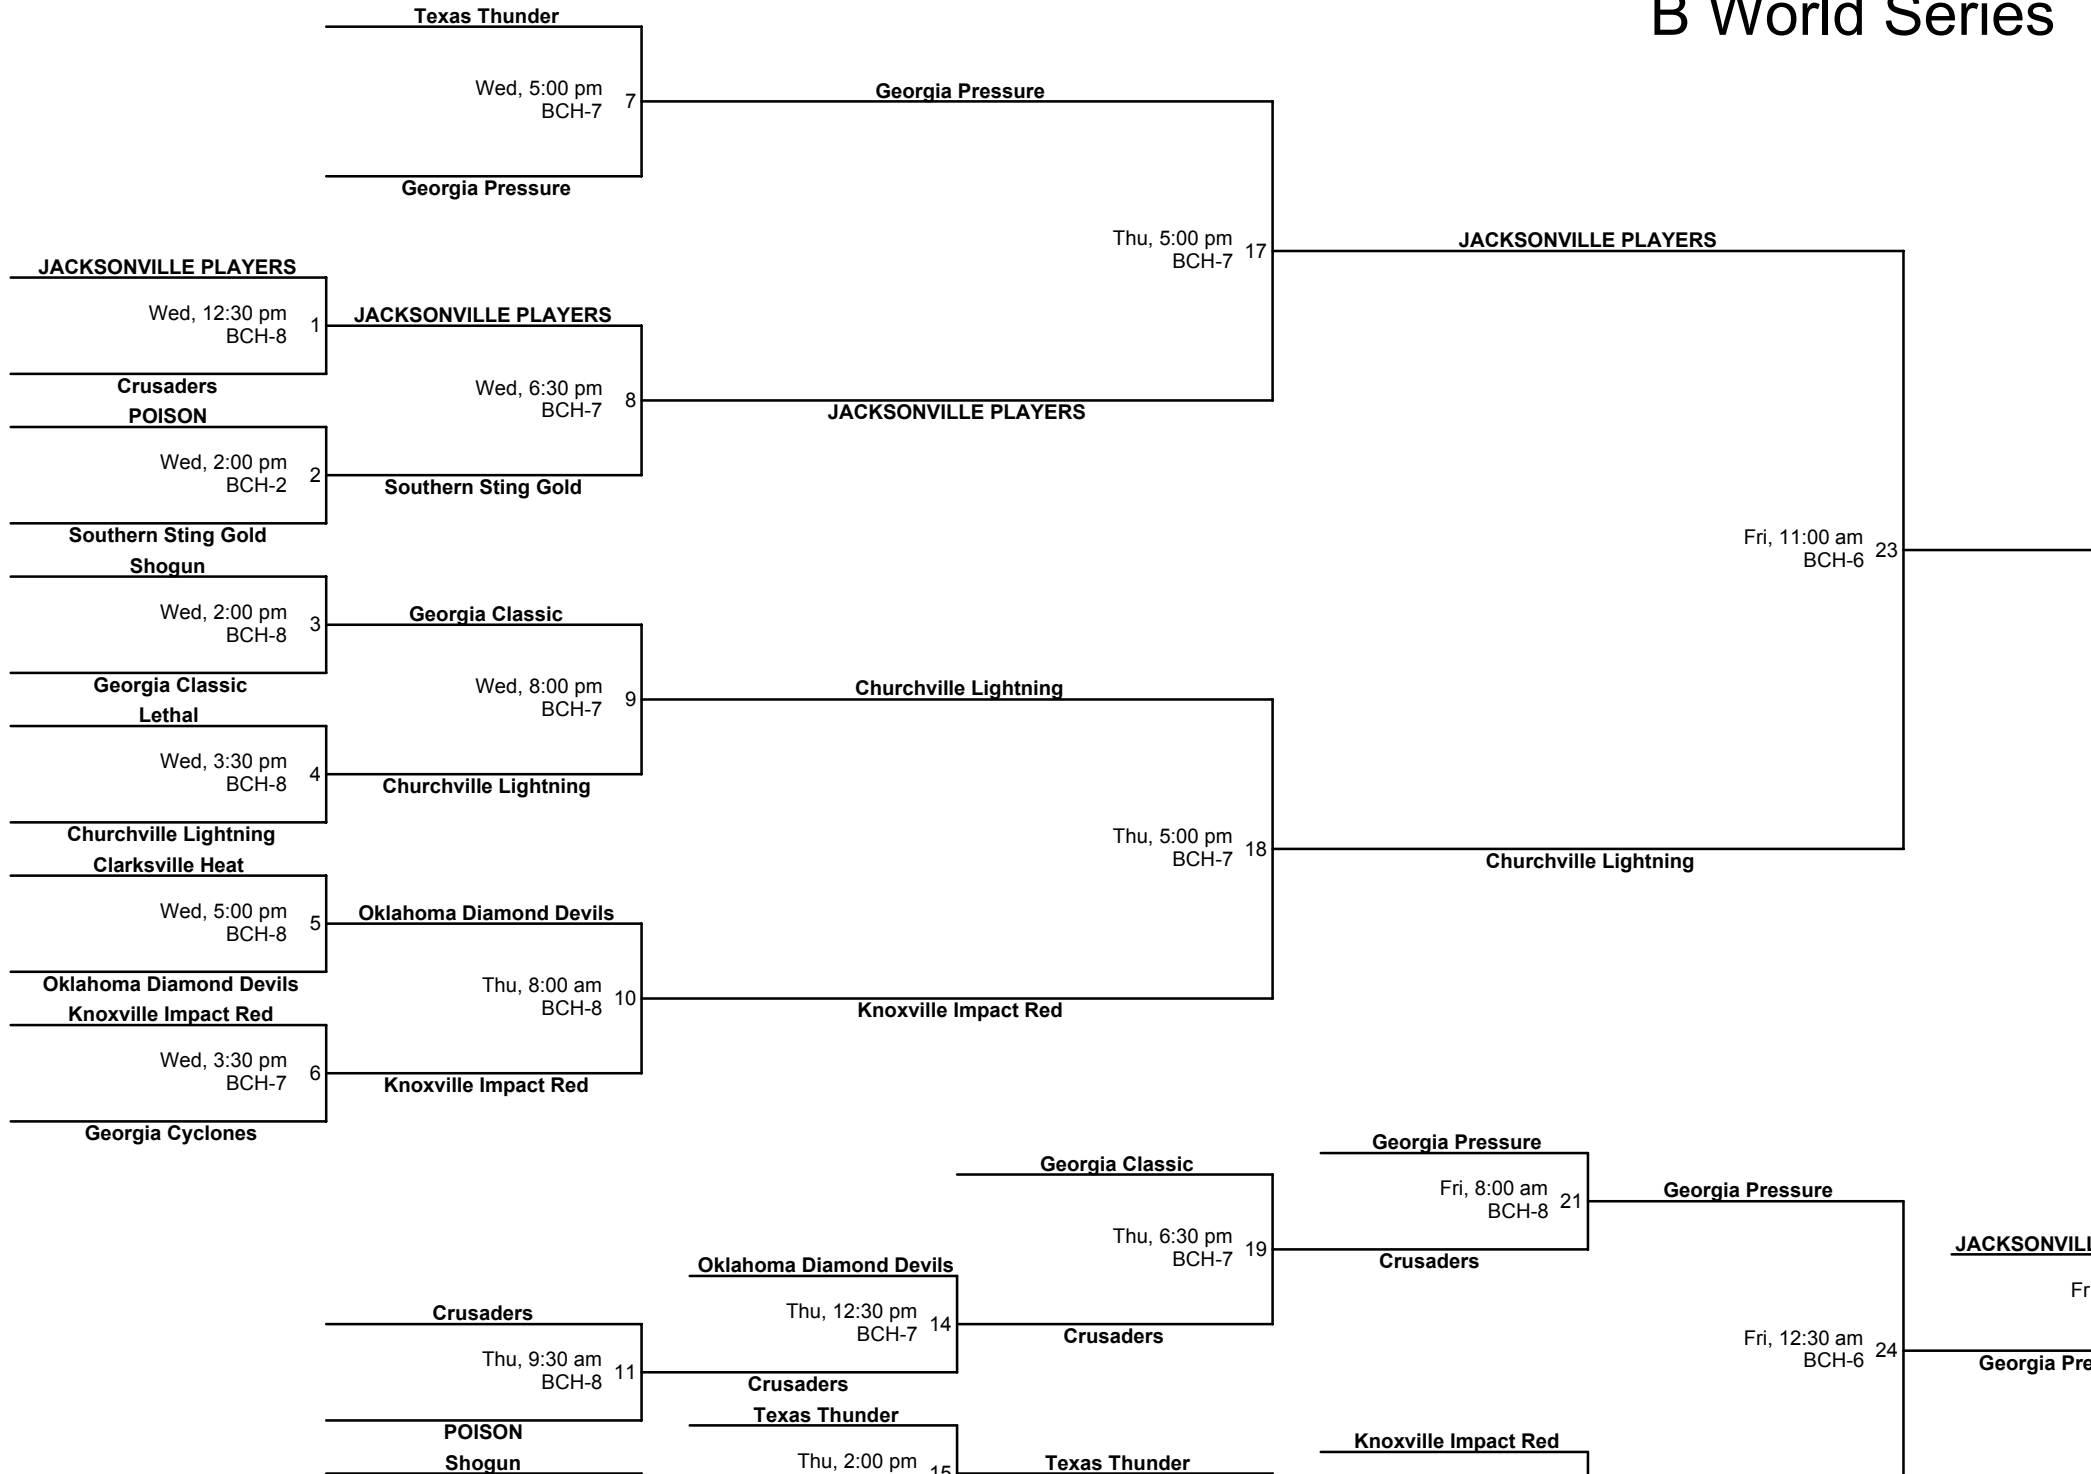 B World Series
Texas Thunder
Wed, 5:00 pm
BCH-7
7
Georgia Pressure
Georgia Pressure
Thu, 5:00 pm
BCH-7
17
JACKSONVILLE PLAYERS
JACKSONVILLE PLAYERS
Wed, 12:30 pm
BCH-8
1
JACKSONVILLE PLAYERS
Crusaders
POISON
Wed, 6:30 pm
BCH-7
8
JACKSONVILLE PLAYERS
Wed, 2:00 pm
BCH-2
2
Southern Sting Gold
Southern Sting Gold
Shogun
Fri, 11:00 am
BCH-6
23
Wed, 2:00 pm
BCH-8
3
Georgia Classic
Georgia Classic
Lethal
Wed, 8:00 pm
BCH-7
9
Churchville Lightning
Wed, 3:30 pm
BCH-8
4
Churchville Lightning
Churchville Lightning
Clarksville Heat
Thu, 5:00 pm
BCH-7
18
Churchville Lightning
Wed, 5:00 pm
BCH-8
5
Oklahoma Diamond Devils
Oklahoma Diamond Devils
Knoxville Impact Red
Thu, 8:00 am
BCH-8
10
Knoxville Impact Red
Wed, 3:30 pm
BCH-7
6
Knoxville Impact Red
Georgia Cyclones
Georgia Classic
Georgia Pressure
Fri, 8:00 am
BCH-8
21
Georgia Pressure
Thu, 6:30 pm
BCH-7
19
Crusaders
JACKSONVILL
Fr
Oklahoma Diamond Devils
Crusaders
Thu, 12:30 pm
BCH-7
14
Crusaders
Fri, 12:30 am
BCH-6
24
Georgia Pre
Thu, 9:30 am
BCH-8
11
Crusaders
POISON
Shogun
Texas Thunder
Thu, 2:00 pm
15
Texas Thunder
Knoxville Impact Red